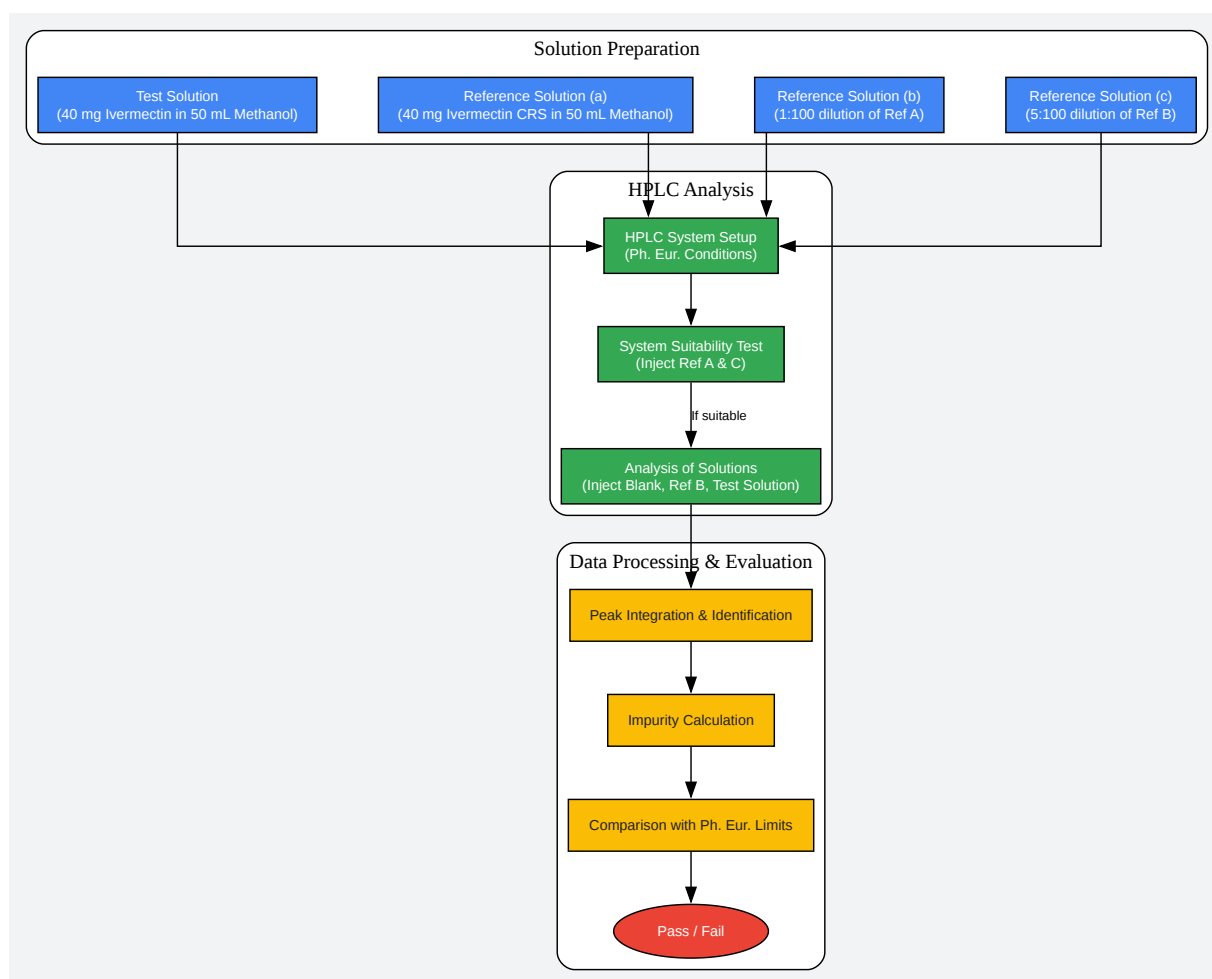 Solution Preparation
Test Solution
(40 mg Ivermectin in 50 mL Methanol)
Reference Solution (a)
(40 mg Ivermectin CRS in 50 mL Methanol)
Reference Solution (b)
(1:100 dilution of Ref A)
Reference Solution (c)
(5:100 dilution of Ref B)
HPLC Analysis
HPLC System Setup
(Ph. Eur. Conditions)
System Suitability Test
(Inject Ref A & C)
If suitable
Analysis of Solutions
(Inject Blank, Ref B, Test Solution)
Data Processing & Evaluation
Peak Integration & Identification
Impurity Calculation
Comparison with Ph. Eur. Limits
Pass / Fail